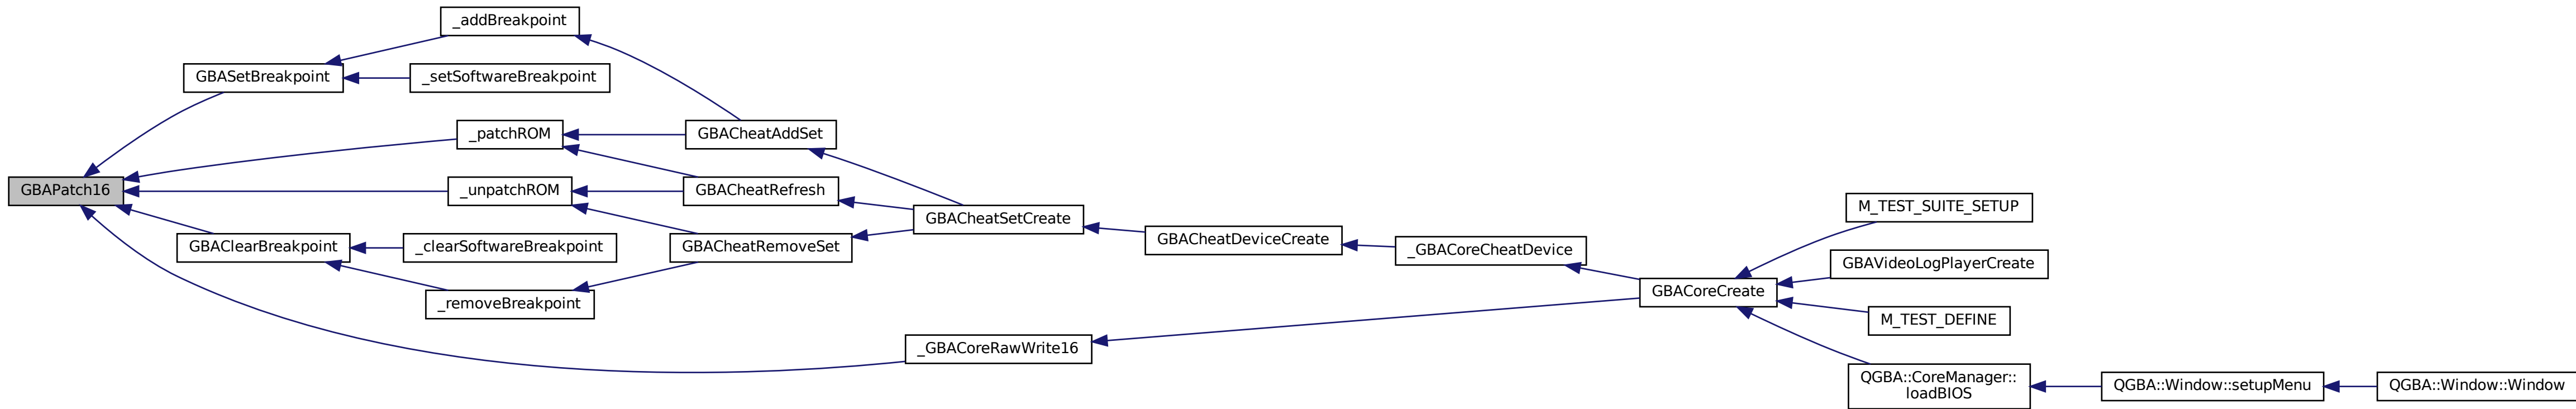 _addBreakpoint
GBASetBreakpoint
_setSoftwareBreakpoint
_patchROM
GBACheatAddSet
GBAPatch16
_unpatchROM
GBACheatRefresh
M_TEST_SUITE_SETUP
GBACheatSetCreate
GBAClearBreakpoint
_clearSoftwareBreakpoint
GBACheatRemoveSet
GBACheatDeviceCreate
_GBACoreCheatDevice
GBAVideoLogPlayerCreate
GBACoreCreate
_removeBreakpoint
M_TEST_DEFINE
_GBACoreRawWrite16
QGBA::CoreManager::
loadBIOS
QGBA::Window::setupMenu
QGBA::Window::Window